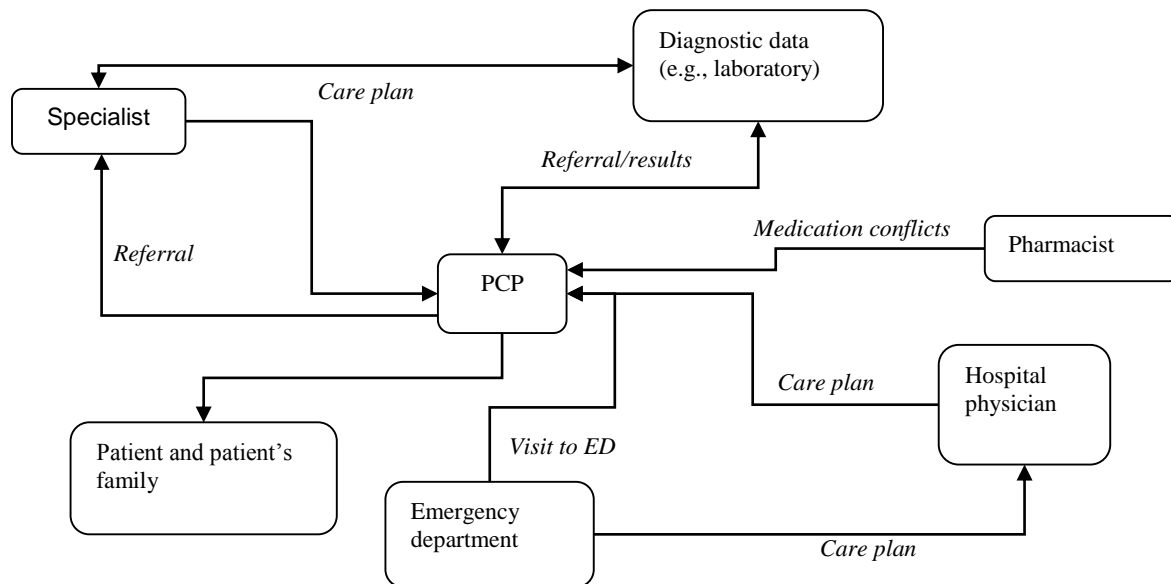 Diagnostic data
(e.g., laboratory)
Care plan
Specialist
Referral/results
Medication conflicts
Pharmacist
Referral
PCP
Care plan
Hospital
physician
Patient and patient’s
family
Visit to ED
Emergency
department
Care plan